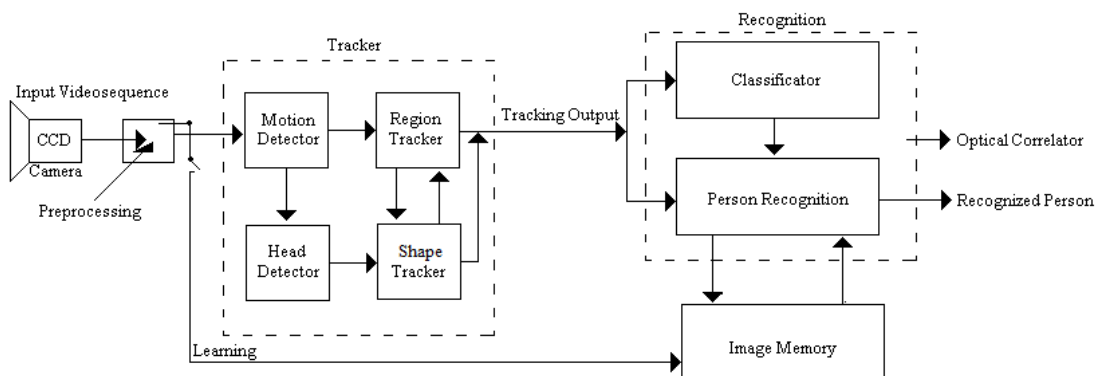 Recognition
Tracker
Classificator
Input Videosequence
CCD
Camera
Preprocessing
Motion
Detector
Region
Tracker
Tracking Output
Optical Correlator
Person Recognition
Recognized Person
Head
Detector
Shape
Tracker
Learning
Image Memory